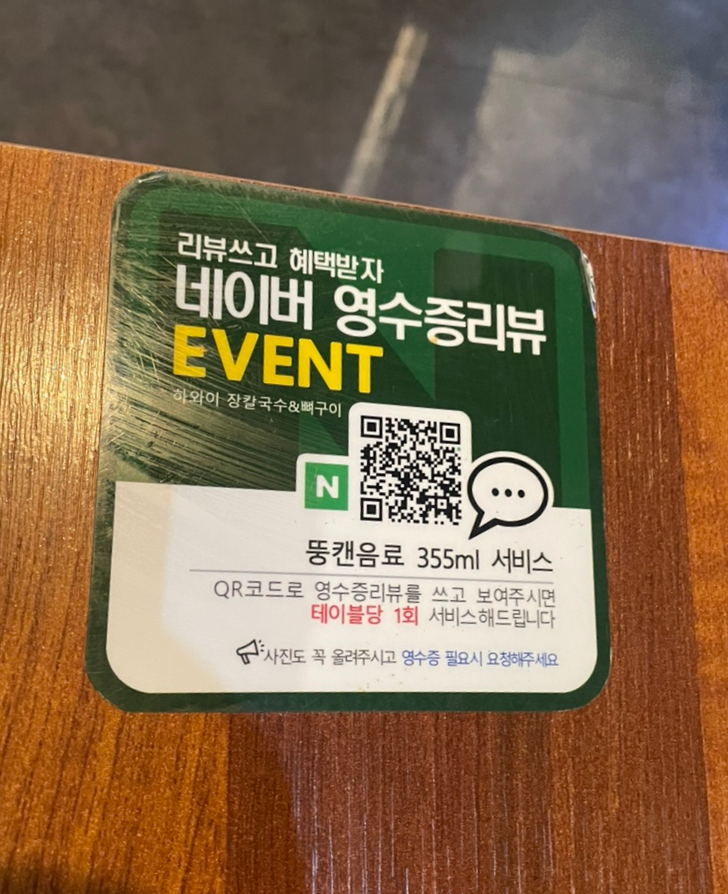 리뷰쓰고 혜택받자
네이버 영수증리뷰
EVENT
하와이 장칼국수&뼈구이
N
뚱캔음료 355ml 서비스
QR코드로 영수증리뷰를 쓰고 보여주시면
테이블당 1회 서비스해드립니다
사진도 꼭 올려주시고 영수증 필요시 요청해주세요